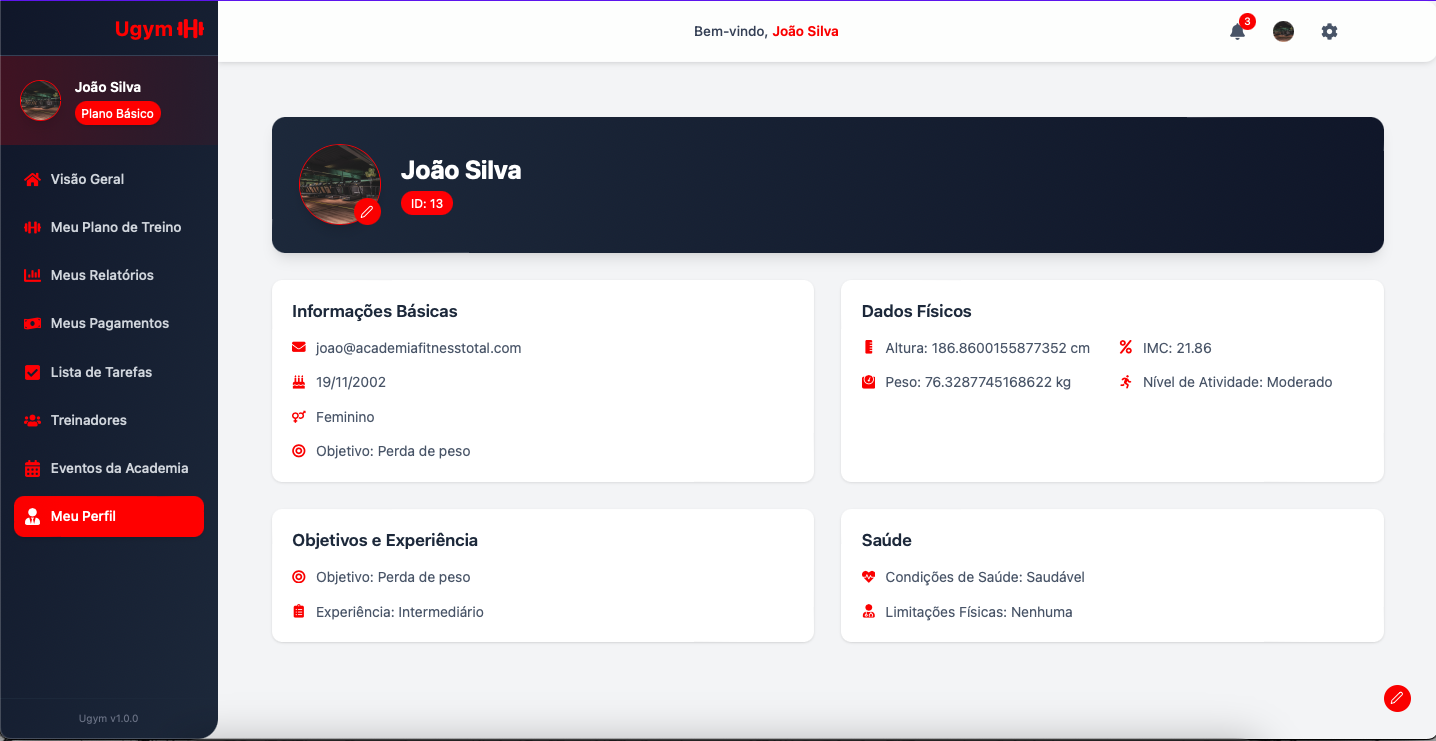 Ugym
Bem-vindo, João Silva
3
João Silva
Plano Básico
Visão Geral
Meu Plano de Treino
Meus Relatórios
Meus Pagamentos
Lista de Tarefas
Treinadores
Eventos da Academia
Meu Perfil
Ugym v1.0.0
João Silva
ID: 13
Informações Básicas
joao@academiafitnesstotal.com
19/11/2002
Feminino
Objetivo: Perda de peso
Dados Físicos
Altura: 186.8600155877352 cm
IMC: 21.86
Peso: 76.3287745168622 kg
Nível de Atividade: Moderado
Objetivos e Experiência
Objetivo: Perda de peso
Experiência: Intermediário
Saúde
Condições de Saúde: Saudável
Limitações Físicas: Nenhuma